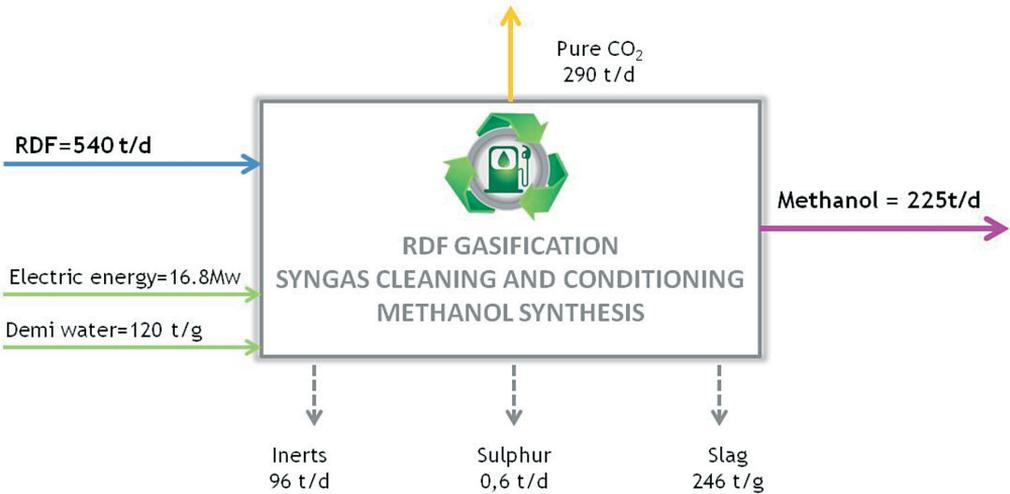 Pure CO₂
290 t/d
RDF=540 t/d
Methanol = 225t/d
RDF GASIFICATION
SYNGAS CLEANING AND CONDITIONING
METHANOL SYNTHESIS
Electric energy=16.8Mw
Demi water=120 t/g
Inerts
96 t/d
Sulphur
0,6 t/d
Slag
246 t/g